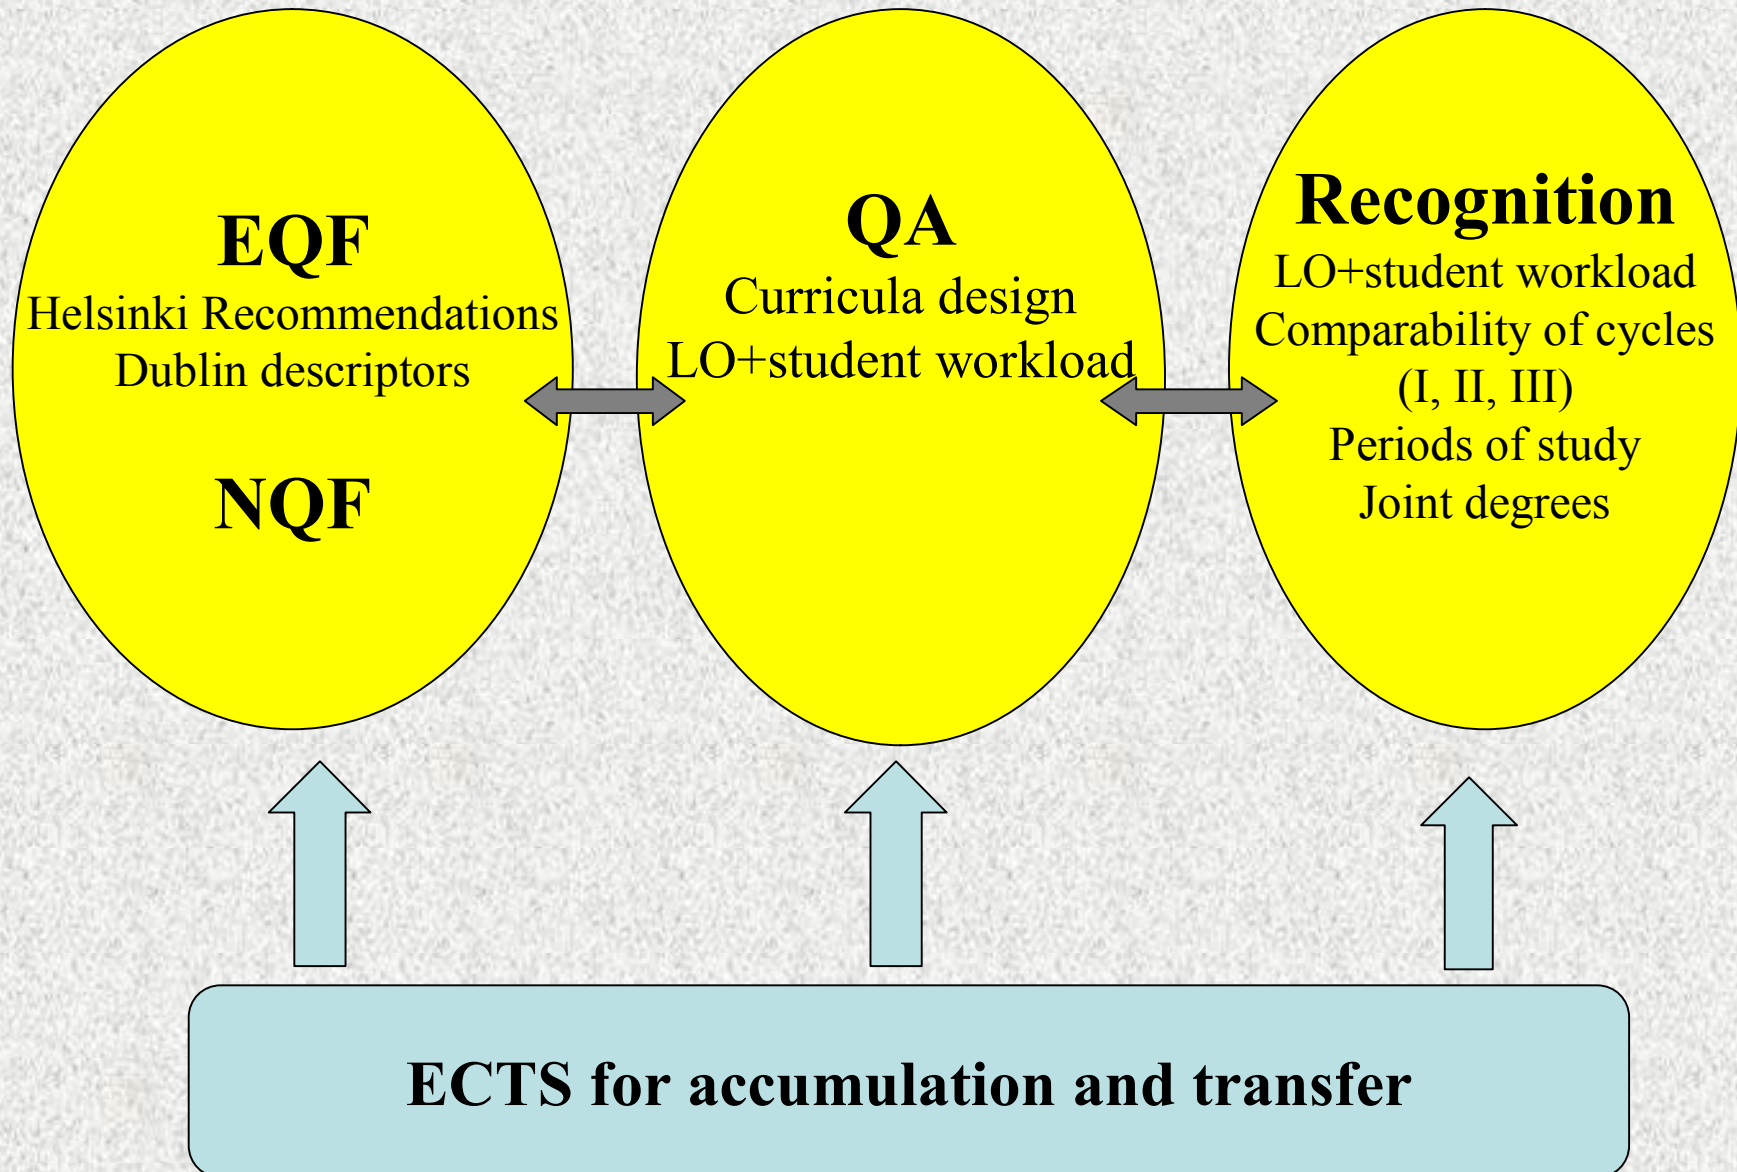 EQF
Helsinki Recommendations
Dublin descriptors
NQF
QA
Curricula design
LO+student workload
Recognition
LO+student workload
Comparability of cycles
(I, II, III)
Periods of study
Joint degrees
ECTS for accumulation and transfer